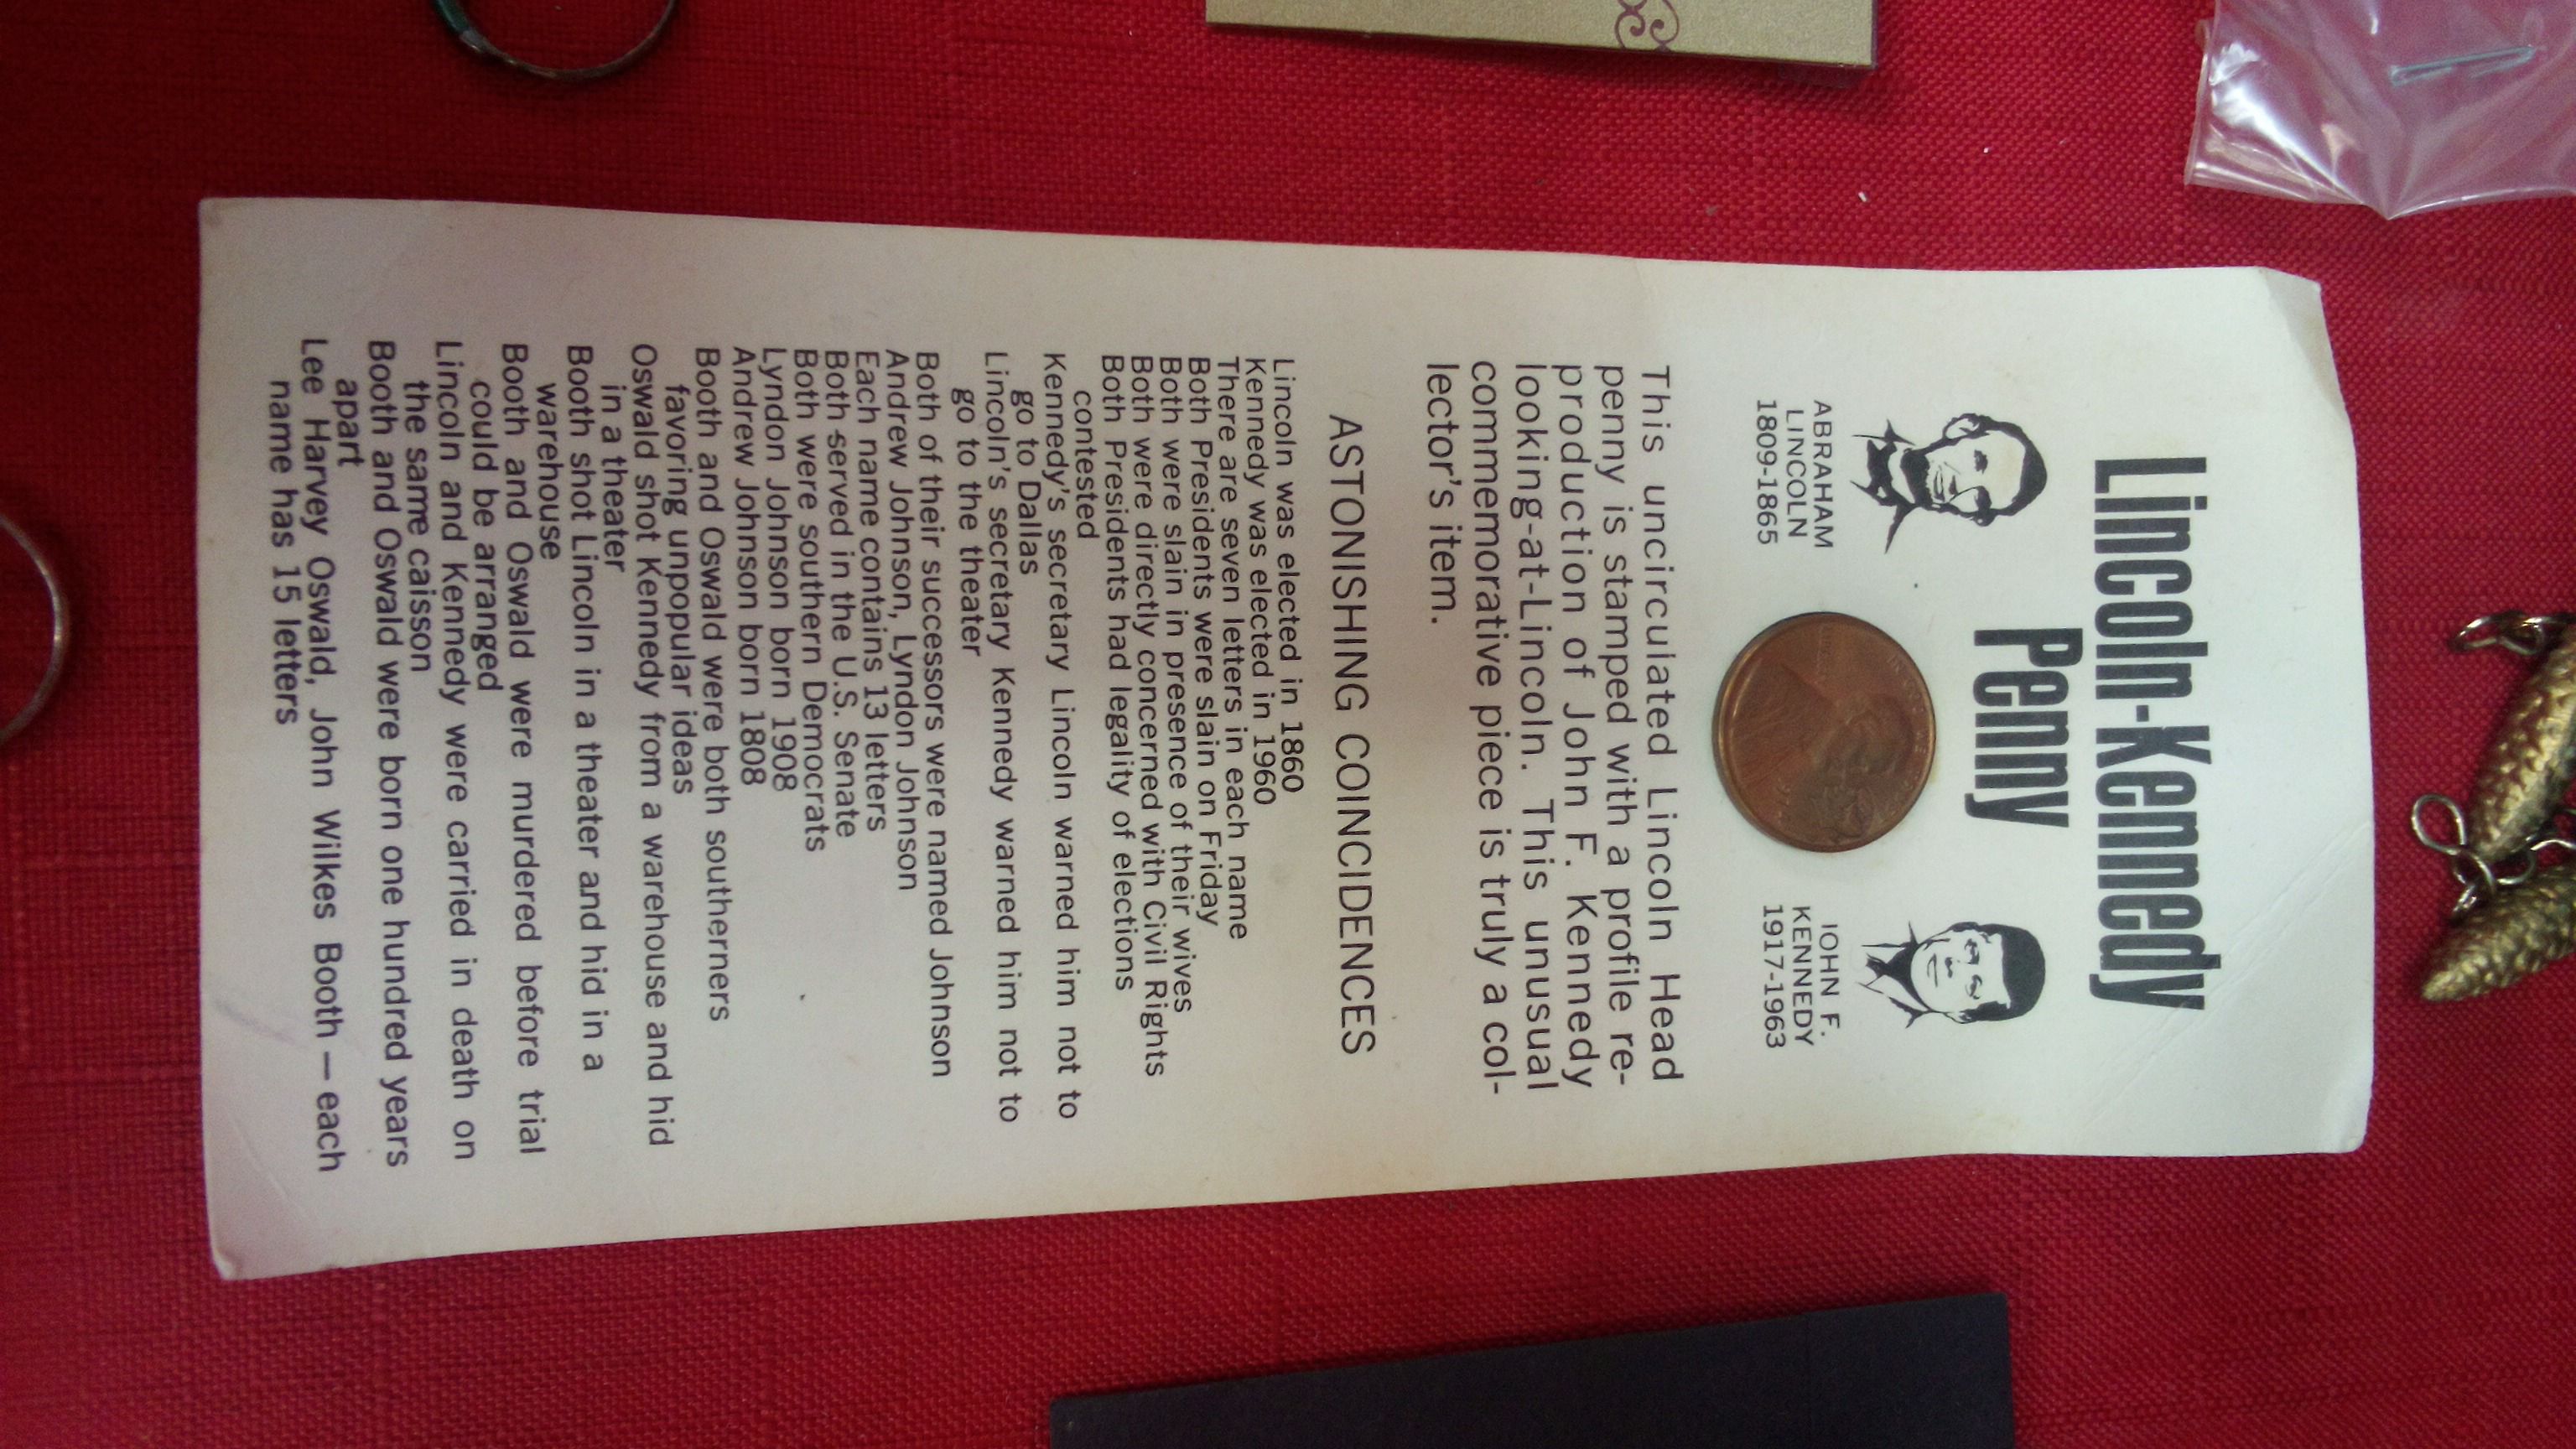 Lincoln-Kennedy
Penny
ABRAHAM
LINCOLN
1809-1865
JOHN F.
KENNEDY
1917-1963
This uncirculated Lincoln Head
penny is stamped with a profile re-
production of John F. Kennedy
looking-at-Lincoln. This unusual
commemorative piece is truly a col-
lector's item.
ASTONISHING COINCIDENCES
Lincoln was elected in 1860
Kennedy was elected in 1960
There are seven letters in each name
Both Presidents were slain on Friday
Both were slain in presence of their wives
Both were directly concerned with Civil Rights
Both Presidents had legality of elections
contested
Kennedy's secretary Lincoln warned him not to
go to Dallas
Lincoln's secretary Kennedy warned him not to
go to the theater
Both of their successors were named Johnson
Andrew Johnson, Lyndon Johnson
Each name contains 13 letters
Both served in the U.S. Senate
Both were southern Democrats
Lyndon Johnson born 1908
Andrew Johnson born 1808
Booth and Oswald were both southerners
favoring unpopular ideas
Oswald shot Kennedy from a warehouse and hid
in a theater
Booth shot Lincoln in a theater and hid in a
warehouse
Booth and Oswald were murdered before trial
could be arranged
Lincoln and Kennedy were carried in death on
the same caisson
Booth and Oswald were born one hundred years
apart
Lee Harvey Oswald, John Wilkes Booth — each
name has 15 letters